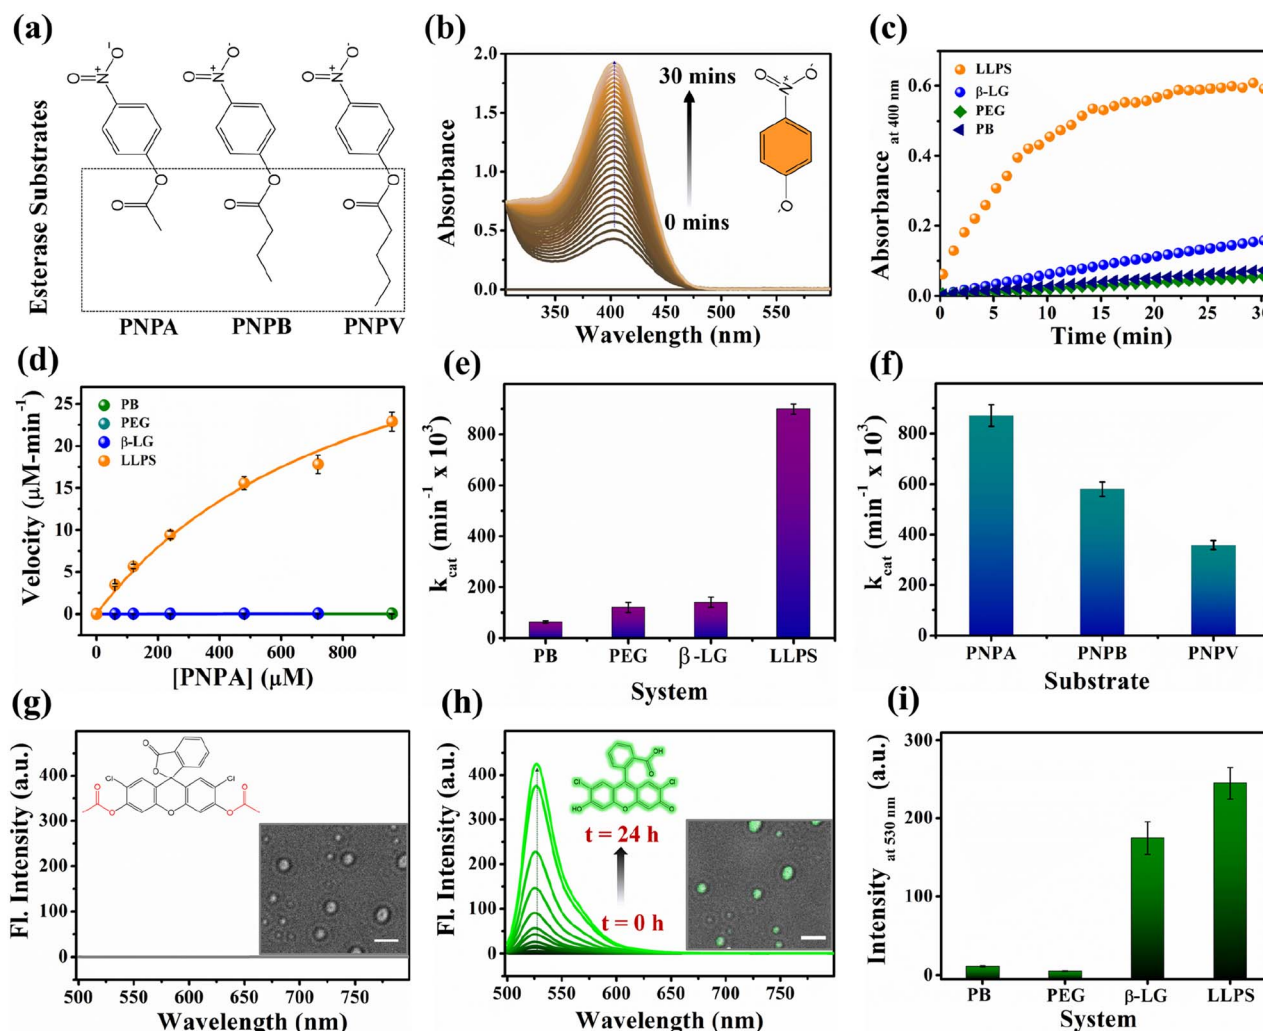 (a)
Esterase Substrates
O N+ O-
O N+ O-
O N+ O-
O O
O O
O O
PNPA PNPB PNPV
(b)
Absorbance
2.0
1.5
1.0
0.5
0.0
30 mins
0 mins
O N+ O-
O-
350 400 450 500 550
Wavelength (nm)
(c)
Absorbance at 400 nm
0.6
0.4
0.2
0.0
LLPS
β-LG
PEG
PB
0 5 10 15 20 25 30
Time (min)
(d)
Velocity (μM-min⁻¹)
25
20
15
10
5
0
PB
PEG
β-LG
LLPS
0 200 400 600 800
[PNPA] (μM)
(e)
kcat (min⁻¹ x 10³)
800
600
400
200
0
PB PEG β-LG LLPS
System
(f)
kcat (min⁻¹ x 10³)
800
600
400
200
0
PNPA PNPB PNPV
Substrate
(g)
Fl. Intensity (a.u.)
400
300
200
100
0
O O
Cl Cl
O O O O O
500 550 600 650 700 750
Wavelength (nm)
(h)
Fl. Intensity (a.u.)
400
300
200
100
0
OH
O
Cl Cl
HO O O
t = 24 h
t = 0 h
500 550 600 650 700 750
Wavelength (nm)
(i)
Intensity at 530 nm (a.u.)
300
200
100
0
PB PEG β-LG LLPS
System